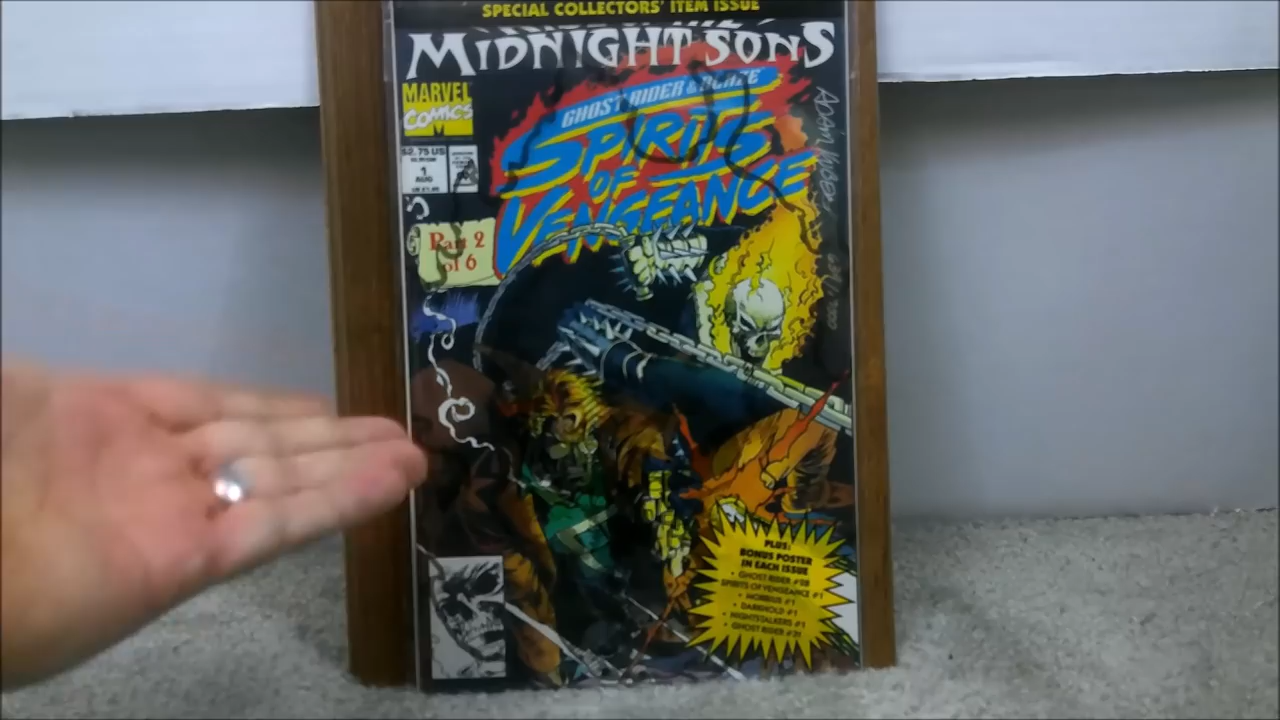 SPECIAL COLLECTORS' ITEM ISSUE
MIDNIGHT SONS
MARVEL
COMICS
GHOST RIDER & BLAZE
SPIRITS
OF
VENGEANCE
$2.75 US
1
AUG
Part 2
of 6
PLUS:
BONUS POSTER
IN EACH ISSUE
• GHOST RIDER #28
SPIRITS OF VENGEANCE #1
• MORBIUS #1
• DARKHOLD #1
• NIGHTSTALKERS #1
• GHOST RIDER #31